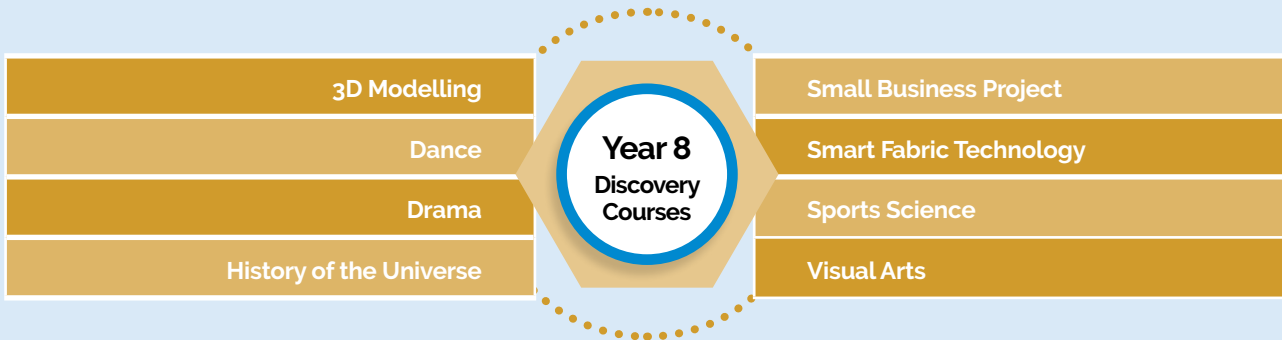 3D Modelling
Dance
Drama
History of the Universe
Year 8
Discovery
Courses
Small Business Project
Smart Fabric Technology
Sports Science
Visual Arts